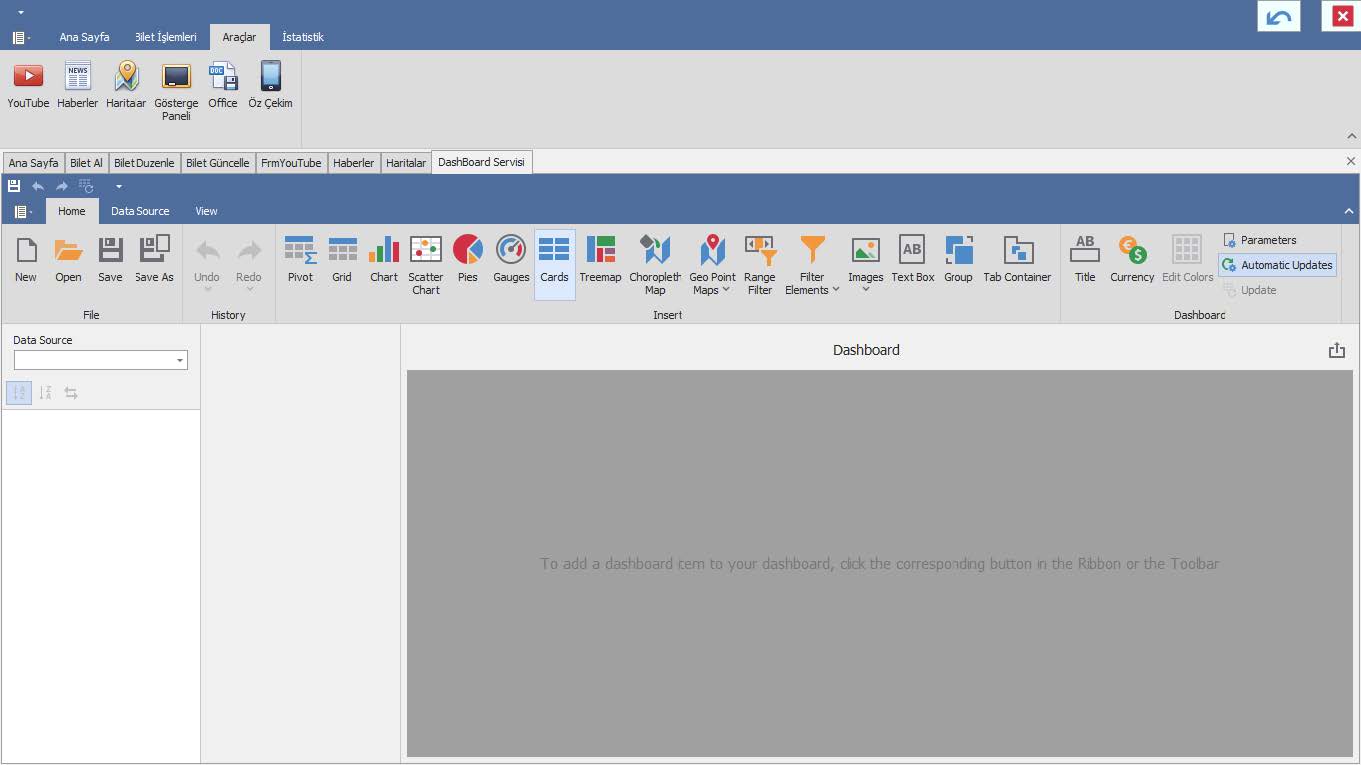 Ana Sayfa Bilet İşlemleri Araçlar İstatistik
YouTube Haberler Haritalar Gösterge Paneli Office Öz Çekim
Ana Sayfa Bilet Al Bilet Duzenle Bilet Güncelle FrmYouTube Haberler Haritalar DashBoard Servisi
Home Data Source View
New Open Save Save As Undo Redo Pivot Grid Chart Scatter Chart Pies Gauges Cards Treemap Choropleth Map Geo Point Maps Range Filter Filter Elements Images Text Box Group Tab Container Title Currency Edit Colors
Parameters
Automatic Updates
Update
File History Insert Dashboard
Data Source
Dashboard
To add a dashboard item to your dashboard, click the corresponding button in the Ribbon or the Toolbar